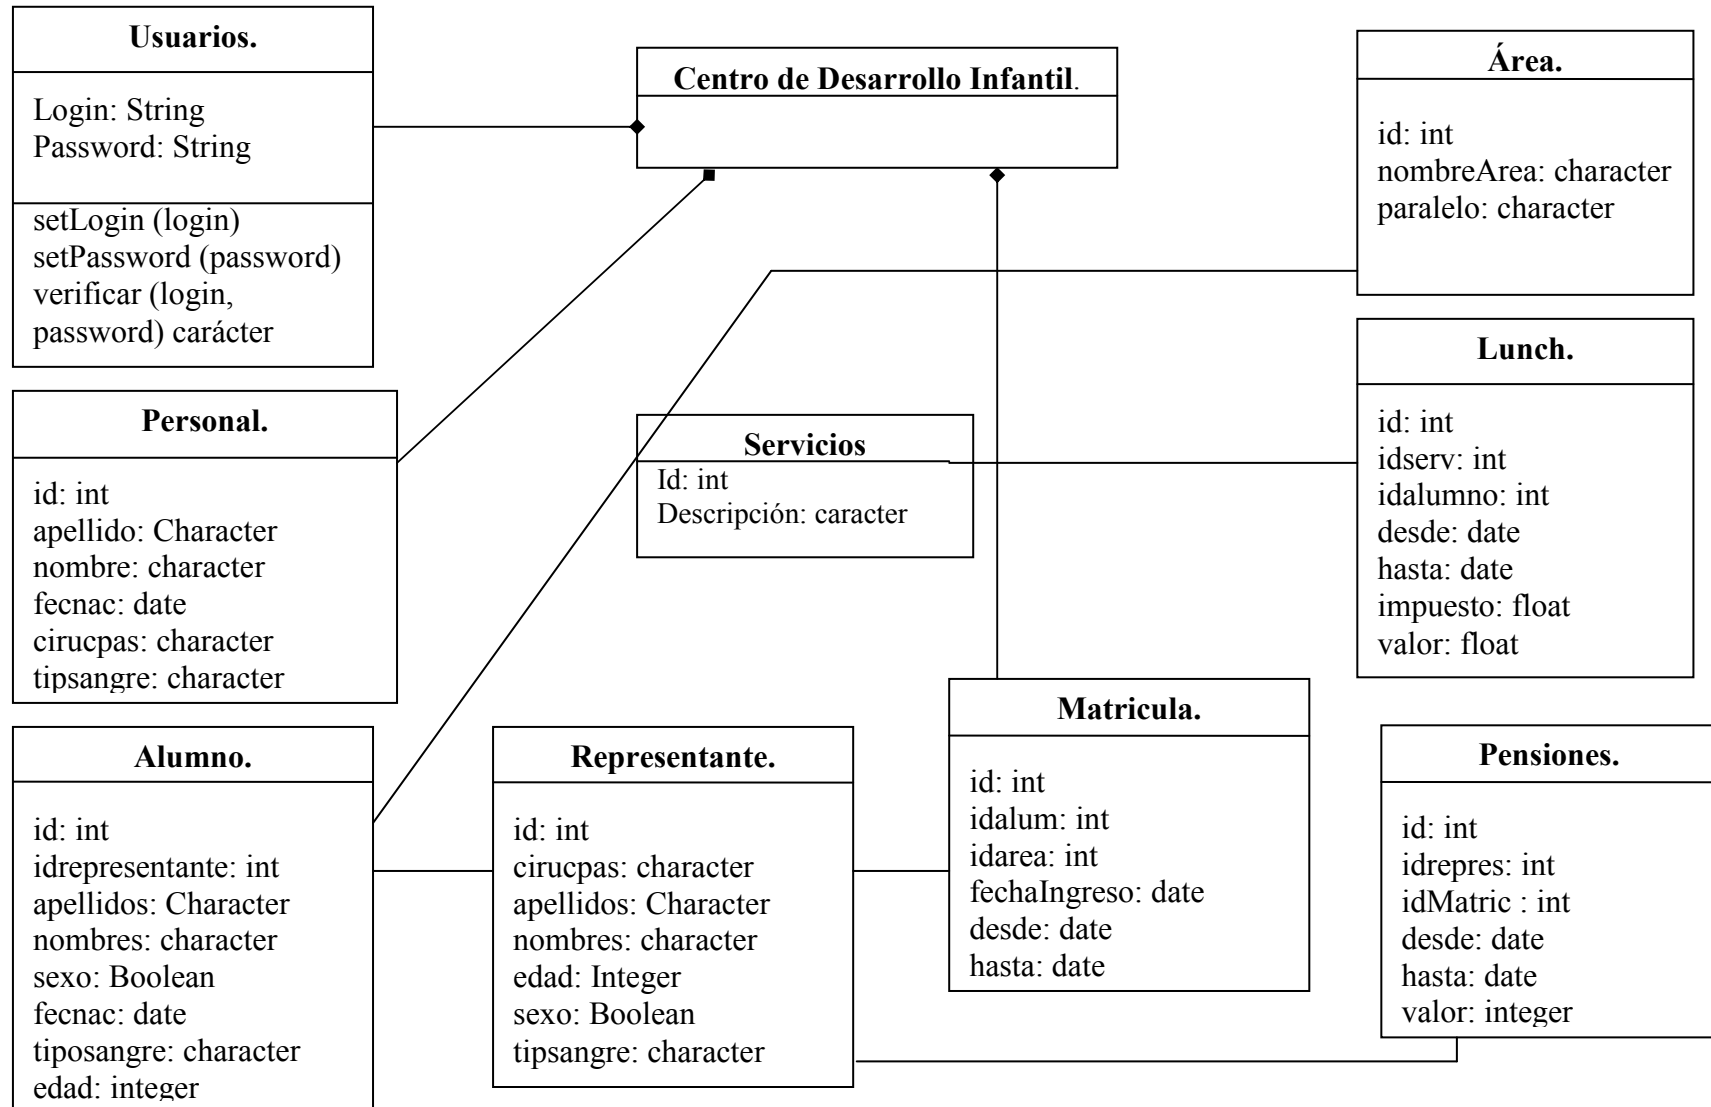 Usuarios.
Login: String
Password: String
setLogin (login)
setPassword (password)
verificar (login,
password) carácter
Centro de Desarrollo Infantil.
Área.
id: int
nombreArea: character
paralelo: character
Personal.
id: int
apellido: Character
nombre: character
fecnac: date
cirucpas: character
tipsangre: character
Servicios
Id: int
Descripción: caracter
Lunch.
id: int
idserv: int
idalumno: int
desde: date
hasta: date
impuesto: float
valor: float
Alumno.
id: int
idrepresentante: int
apellidos: Character
nombres: character
sexo: Boolean
fecnac: date
tiposangre: character
edad: integer
Representante.
id: int
cirucpas: character
apellidos: Character
nombres: character
edad: Integer
sexo: Boolean
tipsangre: character
Matricula.
id: int
idalum: int
idarea: int
fechaIngreso: date
desde: date
hasta: date
Pensiones.
id: int
idrepres: int
idMatric : int
desde: date
hasta: date
valor: integer